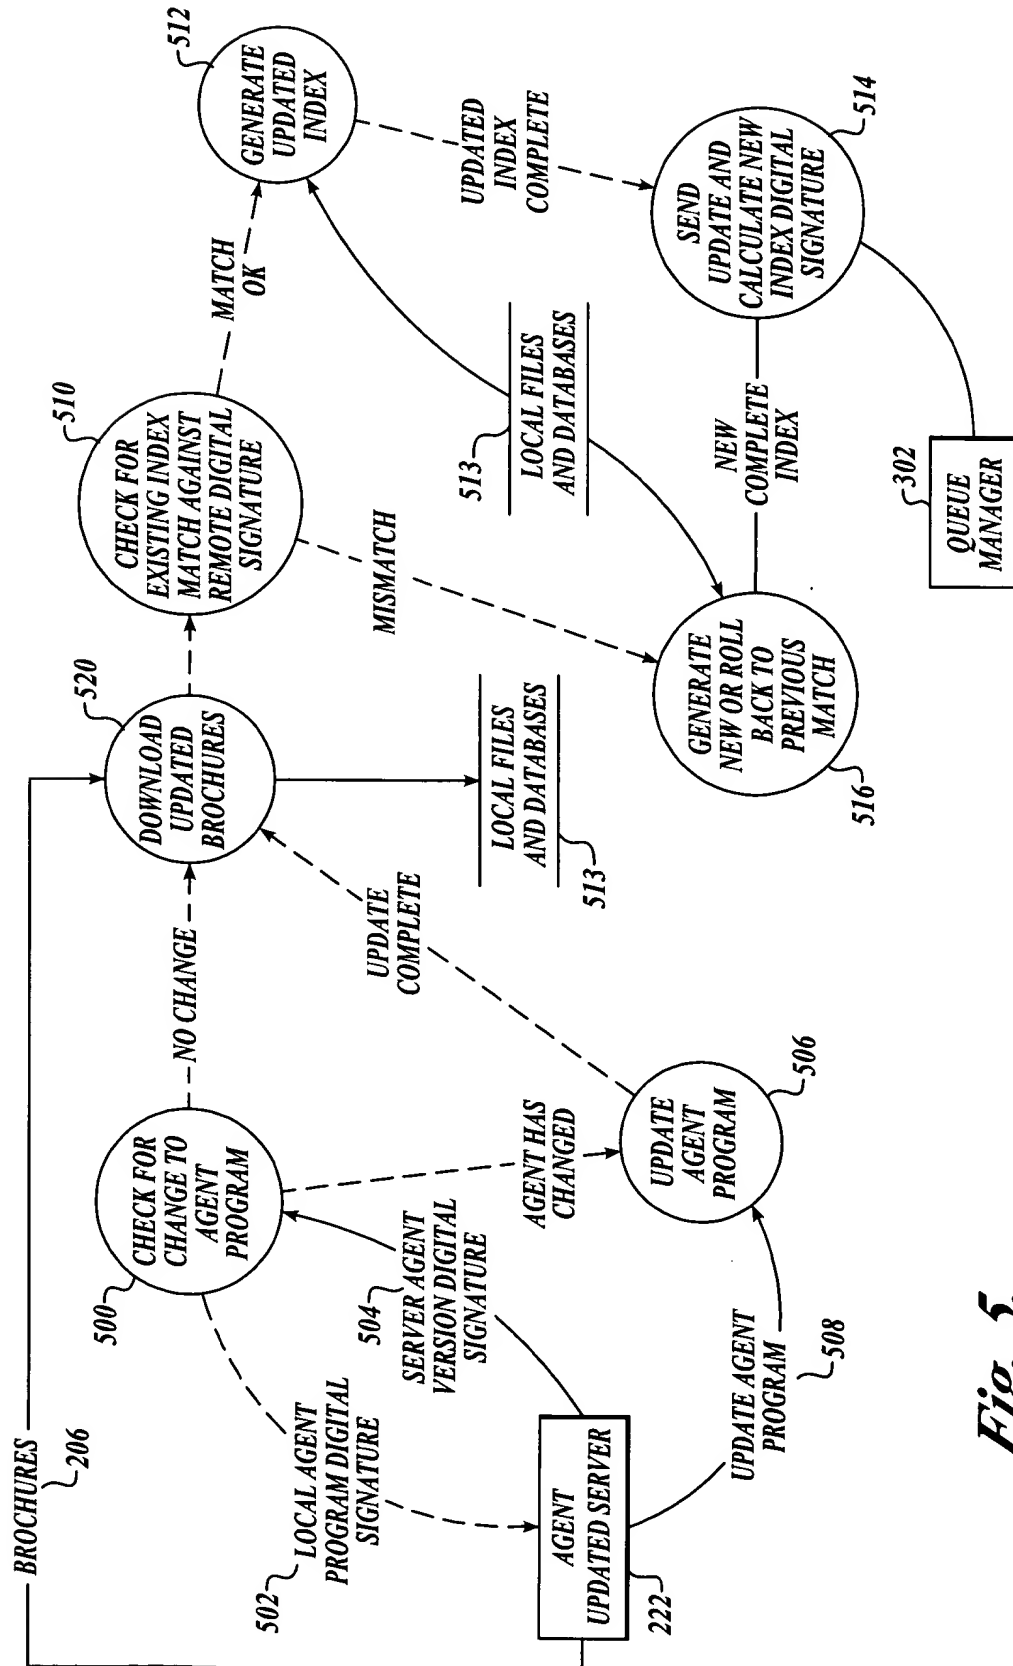 BROCHURES
206
500
CHECK FOR
CHANGE TO
AGENT
PROGRAM
NO CHANGE
520
DOWNLOAD
UPDATED
BROCHURES
510
CHECK FOR
EXISTING INDEX
MATCH AGAINST
REMOTE DIGITAL
SIGNATURE
MATCH
OK
512
GENERATE
UPDATED
INDEX
502
LOCAL AGENT
PROGRAM DIGITAL
SIGNATURE
504
SERVER AGENT
VERSION DIGITAL
SIGNATURE
AGENT HAS
CHANGED
UPDATE
COMPLETE
LOCAL FILES
AND DATABASES
513
MISMATCH
513
LOCAL FILES
AND DATABASES
UPDATED
INDEX
COMPLETE
AGENT
UPDATED SERVER
222
UPDATE AGENT
PROGRAM
508
UPDATE
AGENT
PROGRAM
506
GENERATE
NEW OR ROLL
BACK TO
PREVIOUS
MATCH
516
NEW
COMPLETE
INDEX
SEND
UPDATE AND
CALCULATE NEW
INDEX DIGITAL
SIGNATURE
514
302
QUEUE
MANAGER
Fig. 5.